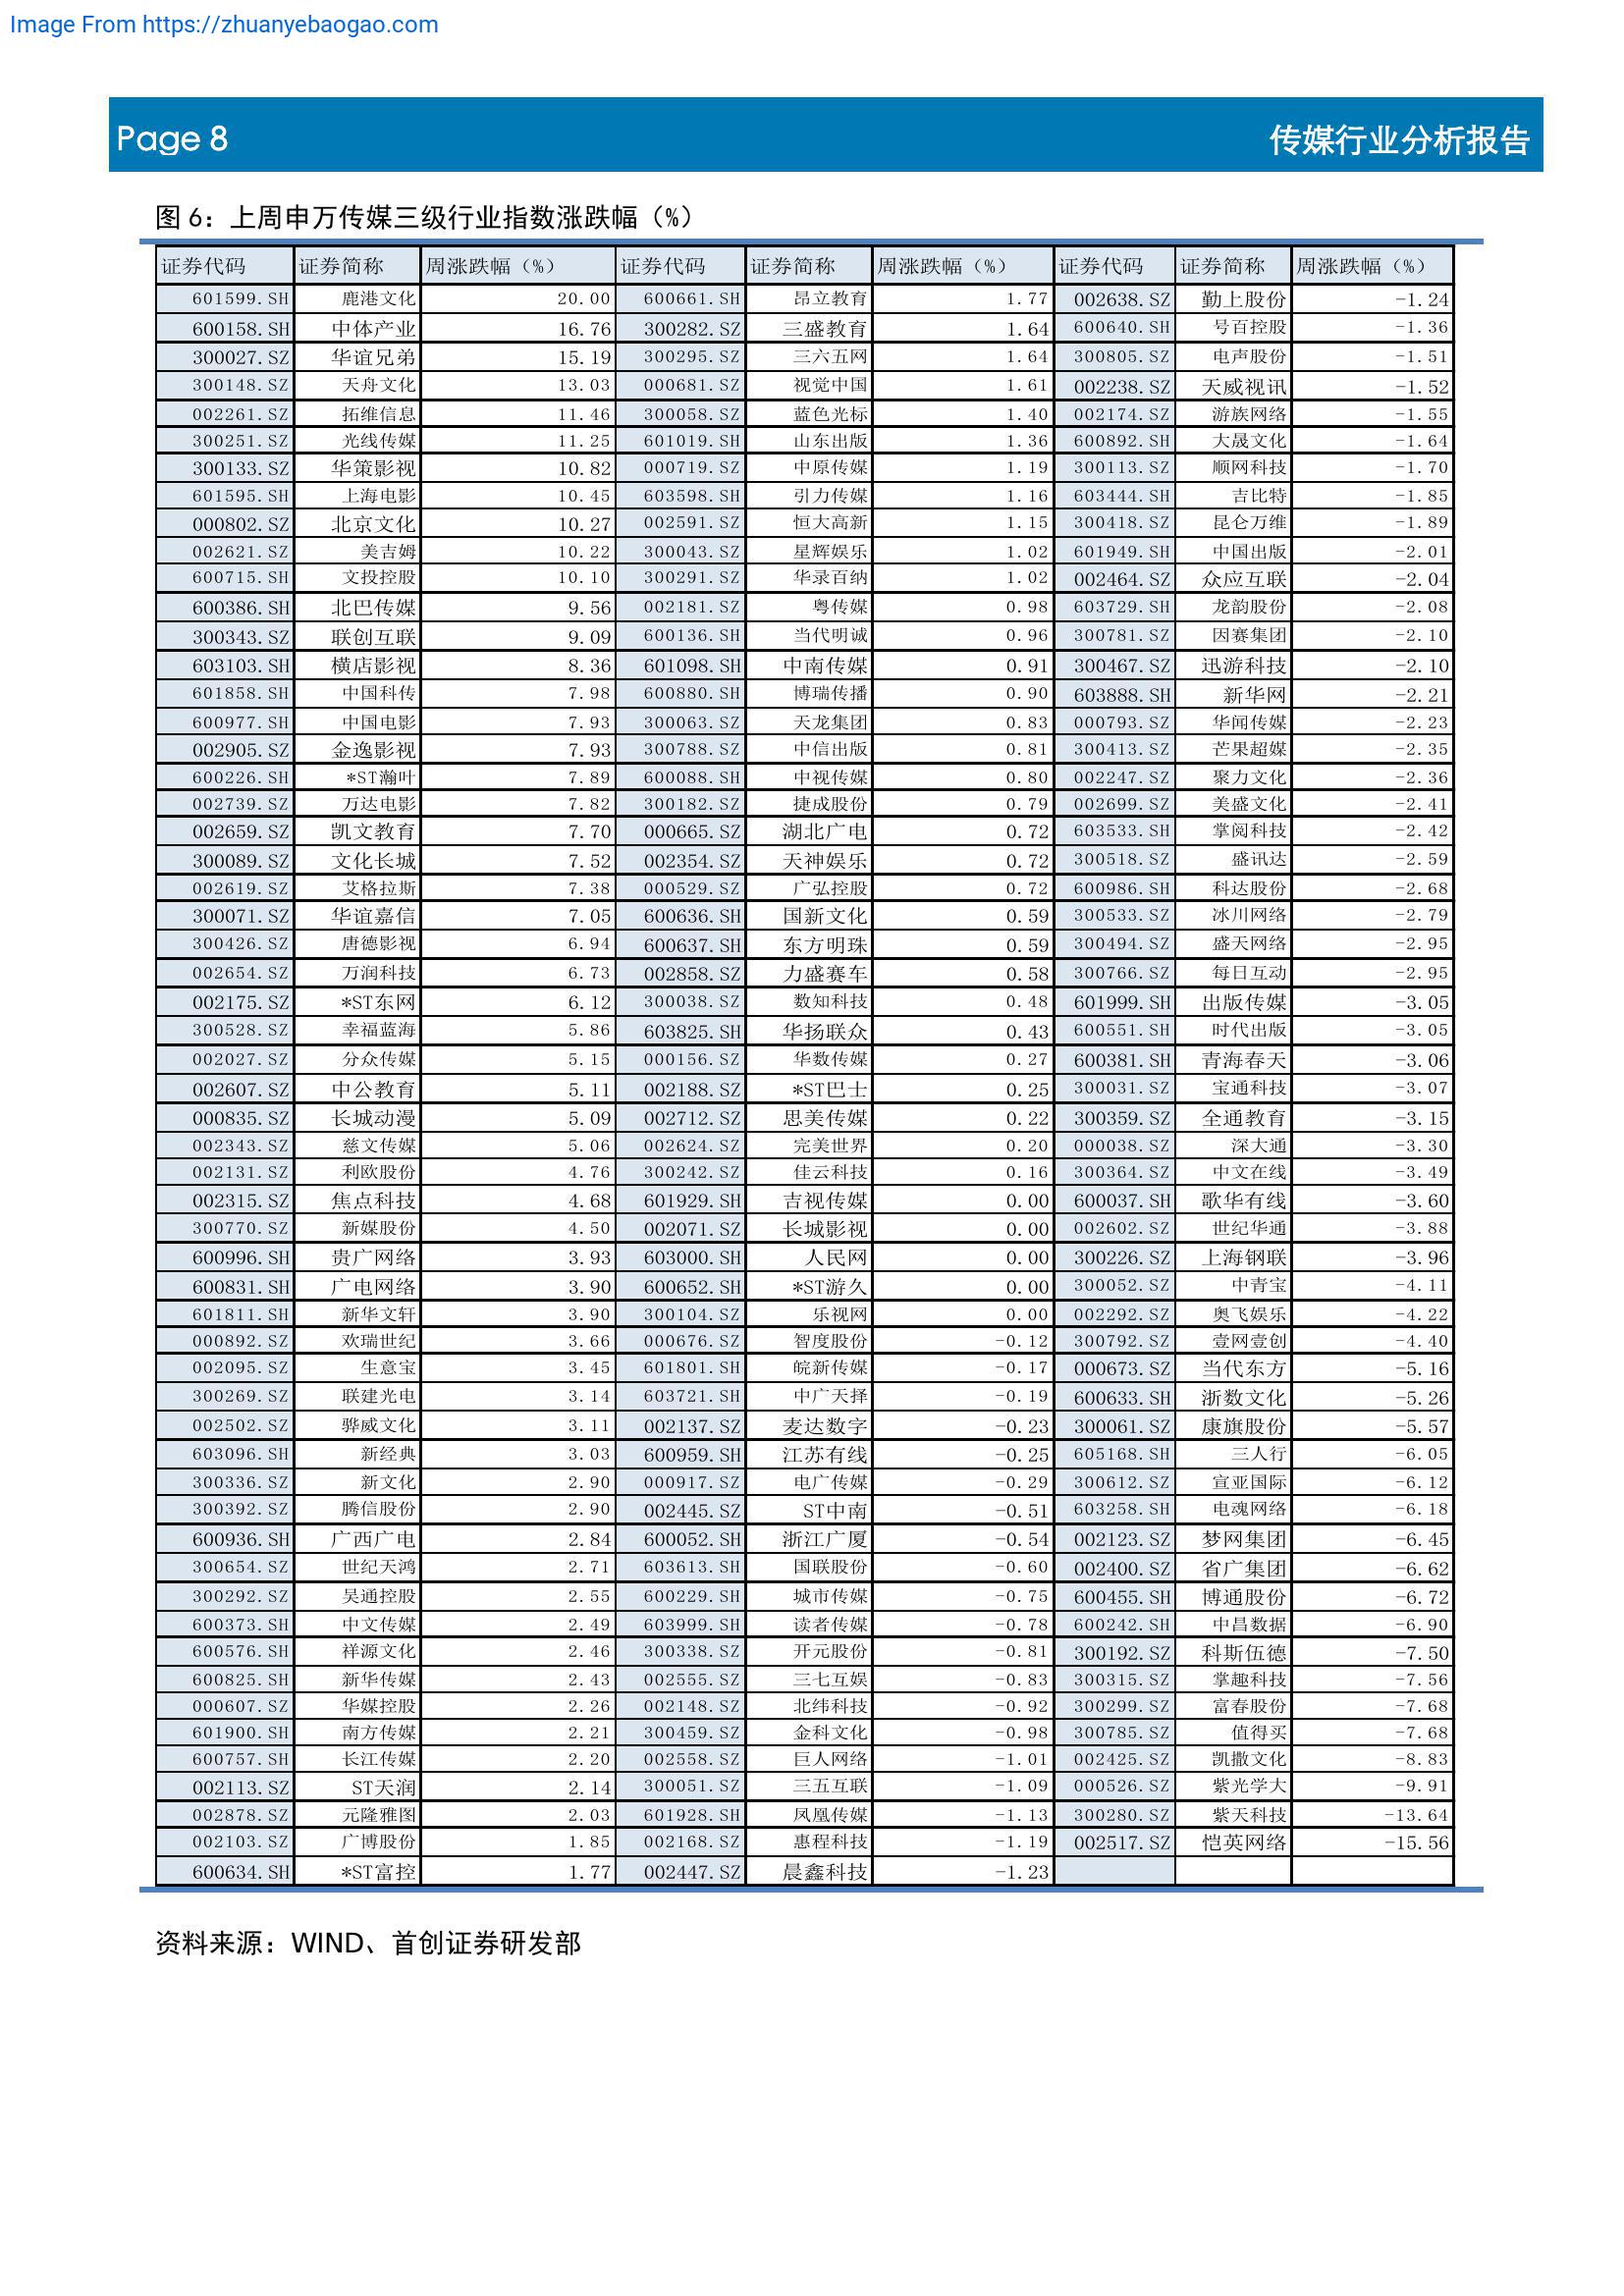 Image From https://zhuanyebaogao.com
Page 8 传媒行业分析报告
图 6：上周申万传媒三级行业指数涨跌幅（%）
证券代码 证券简称 周涨跌幅（%） 证券代码 证券简称 周涨跌幅（%） 证券代码 证券简称 周涨跌幅（%）
601599.SH 鹿港文化 20.00 600661.SH 昂立教育 1.77 002638.SZ 勤上股份 -1.24
600158.SH 中体产业 16.76 300282.SZ 三盛教育 1.64 600640.SH 号百控股 -1.36
300027.SZ 华谊兄弟 15.19 300295.SZ 三六五网 1.64 300805.SZ 电声股份 -1.51
300148.SZ 天舟文化 13.03 000681.SZ 视觉中国 1.61 002238.SZ 天威视讯 -1.52
002261.SZ 拓维信息 11.46 300058.SZ 蓝色光标 1.40 002174.SZ 游族网络 -1.55
300251.SZ 光线传媒 11.25 601019.SH 山东出版 1.36 600892.SH 大晟文化 -1.64
300133.SZ 华策影视 10.82 000719.SZ 中原传媒 1.19 300113.SZ 顺网科技 -1.70
601595.SH 上海电影 10.45 603598.SH 引力传媒 1.16 603444.SH 吉比特 -1.85
000802.SZ 北京文化 10.27 002591.SZ 恒大高新 1.15 300418.SZ 昆仑万维 -1.89
002621.SZ 美吉姆 10.22 300043.SZ 星辉娱乐 1.02 601949.SH 中国出版 -2.01
600715.SH 文投控股 10.10 300291.SZ 华录百纳 1.02 002464.SZ 众应互联 -2.04
600386.SH 北巴传媒 9.56 002181.SZ 粤传媒 0.98 603729.SH 龙韵股份 -2.08
300343.SZ 联创互联 9.09 600136.SH 当代明诚 0.96 300781.SZ 因赛集团 -2.10
603103.SH 横店影视 8.36 601098.SH 中南传媒 0.91 300467.SZ 迅游科技 -2.10
601858.SH 中国科传 7.98 600880.SH 博瑞传播 0.90 603888.SH 新华网 -2.21
600977.SH 中国电影 7.93 300063.SZ 天龙集团 0.83 000793.SZ 华闻传媒 -2.23
002905.SZ 金逸影视 7.93 300788.SZ 中信出版 0.81 300413.SZ 芒果超媒 -2.35
600226.SH *ST瀚叶 7.89 600088.SH 中视传媒 0.80 002247.SZ 聚力文化 -2.36
002739.SZ 万达电影 7.82 300182.SZ 捷成股份 0.79 002699.SZ 美盛文化 -2.41
002659.SZ 凯文教育 7.70 000665.SZ 湖北广电 0.72 603533.SH 掌阅科技 -2.42
300089.SZ 文化长城 7.52 002354.SZ 天神娱乐 0.72 300518.SZ 盛讯达 -2.59
002619.SZ 艾格拉斯 7.38 000529.SZ 广弘控股 0.72 600986.SH 科达股份 -2.68
300071.SZ 华谊嘉信 7.05 600636.SH 国新文化 0.59 300533.SZ 冰川网络 -2.79
300426.SZ 唐德影视 6.94 600637.SH 东方明珠 0.59 300494.SZ 盛天网络 -2.95
002654.SZ 万润科技 6.73 002858.SZ 力盛赛车 0.58 300766.SZ 每日互动 -2.95
002175.SZ *ST东网 6.12 300038.SZ 数知科技 0.48 601999.SH 出版传媒 -3.05
300528.SZ 幸福蓝海 5.86 603825.SH 华扬联众 0.43 600551.SH 时代出版 -3.05
002027.SZ 分众传媒 5.15 000156.SZ 华数传媒 0.27 600381.SH 青海春天 -3.06
002607.SZ 中公教育 5.11 002188.SZ *ST巴士 0.25 300031.SZ 宝通科技 -3.07
000835.SZ 长城动漫 5.09 002712.SZ 思美传媒 0.22 300359.SZ 全通教育 -3.15
002343.SZ 慈文传媒 5.06 002624.SZ 完美世界 0.20 000038.SZ 深大通 -3.30
002131.SZ 利欧股份 4.76 300242.SZ 佳云科技 0.16 300364.SZ 中文在线 -3.49
002315.SZ 焦点科技 4.68 601929.SH 吉视传媒 0.00 600037.SH 歌华有线 -3.60
300770.SZ 新媒股份 4.50 002071.SZ 长城影视 0.00 002602.SZ 世纪华通 -3.88
600996.SH 贵广网络 3.93 603000.SH 人民网 0.00 300226.SZ 上海钢联 -3.96
600831.SH 广电网络 3.90 600652.SH *ST游久 0.00 300052.SZ 中青宝 -4.11
601811.SH 新华文轩 3.90 300104.SZ 乐视网 0.00 002292.SZ 奥飞娱乐 -4.22
000892.SZ 欢瑞世纪 3.66 000676.SZ 智度股份 -0.12 300792.SZ 壹网壹创 -4.40
002095.SZ 生意宝 3.45 601801.SH 皖新传媒 -0.17 000673.SZ 当代东方 -5.16
300269.SZ 联建光电 3.14 603721.SH 中广天择 -0.19 600633.SH 浙数文化 -5.26
002502.SZ 骅威文化 3.11 002137.SZ 麦达数字 -0.23 300061.SZ 康旗股份 -5.57
603096.SH 新经典 3.03 600959.SH 江苏有线 -0.25 605168.SH 三人行 -6.05
300336.SZ 新文化 2.90 000917.SZ 电广传媒 -0.29 300612.SZ 宣亚国际 -6.12
300392.SZ 腾信股份 2.90 002445.SZ ST中南 -0.51 603258.SH 电魂网络 -6.18
600936.SH 广西广电 2.84 600052.SH 浙江广厦 -0.54 002123.SZ 梦网集团 -6.45
300654.SZ 世纪天鸿 2.71 603613.SH 国联股份 -0.60 002400.SZ 省广集团 -6.62
300292.SZ 吴通控股 2.55 600229.SH 城市传媒 -0.75 600455.SH 博通股份 -6.72
600373.SH 中文传媒 2.49 603999.SH 读者传媒 -0.78 600242.SH 中昌数据 -6.90
600576.SH 祥源文化 2.46 300338.SZ 开元股份 -0.81 300192.SZ 科斯伍德 -7.50
600825.SH 新华传媒 2.43 002555.SZ 三七互娱 -0.83 300315.SZ 掌趣科技 -7.56
000607.SZ 华媒控股 2.26 002148.SZ 北纬科技 -0.92 300299.SZ 富春股份 -7.68
601900.SH 南方传媒 2.21 300459.SZ 金科文化 -0.98 300785.SZ 值得买 -7.68
600757.SH 长江传媒 2.20 002558.SZ 巨人网络 -1.01 002425.SZ 凯撒文化 -8.83
002113.SZ ST天润 2.14 300051.SZ 三五互联 -1.09 000526.SZ 紫光学大 -9.91
002878.SZ 元隆雅图 2.03 601928.SH 凤凰传媒 -1.13 300280.SZ 紫天科技 -13.64
002103.SZ 广博股份 1.85 002168.SZ 惠程科技 -1.19 002517.SZ 恺英网络 -15.56
600634.SH *ST富控 1.77 002447.SZ 晨鑫科技 -1.23
资料来源：WIND、首创证券研发部